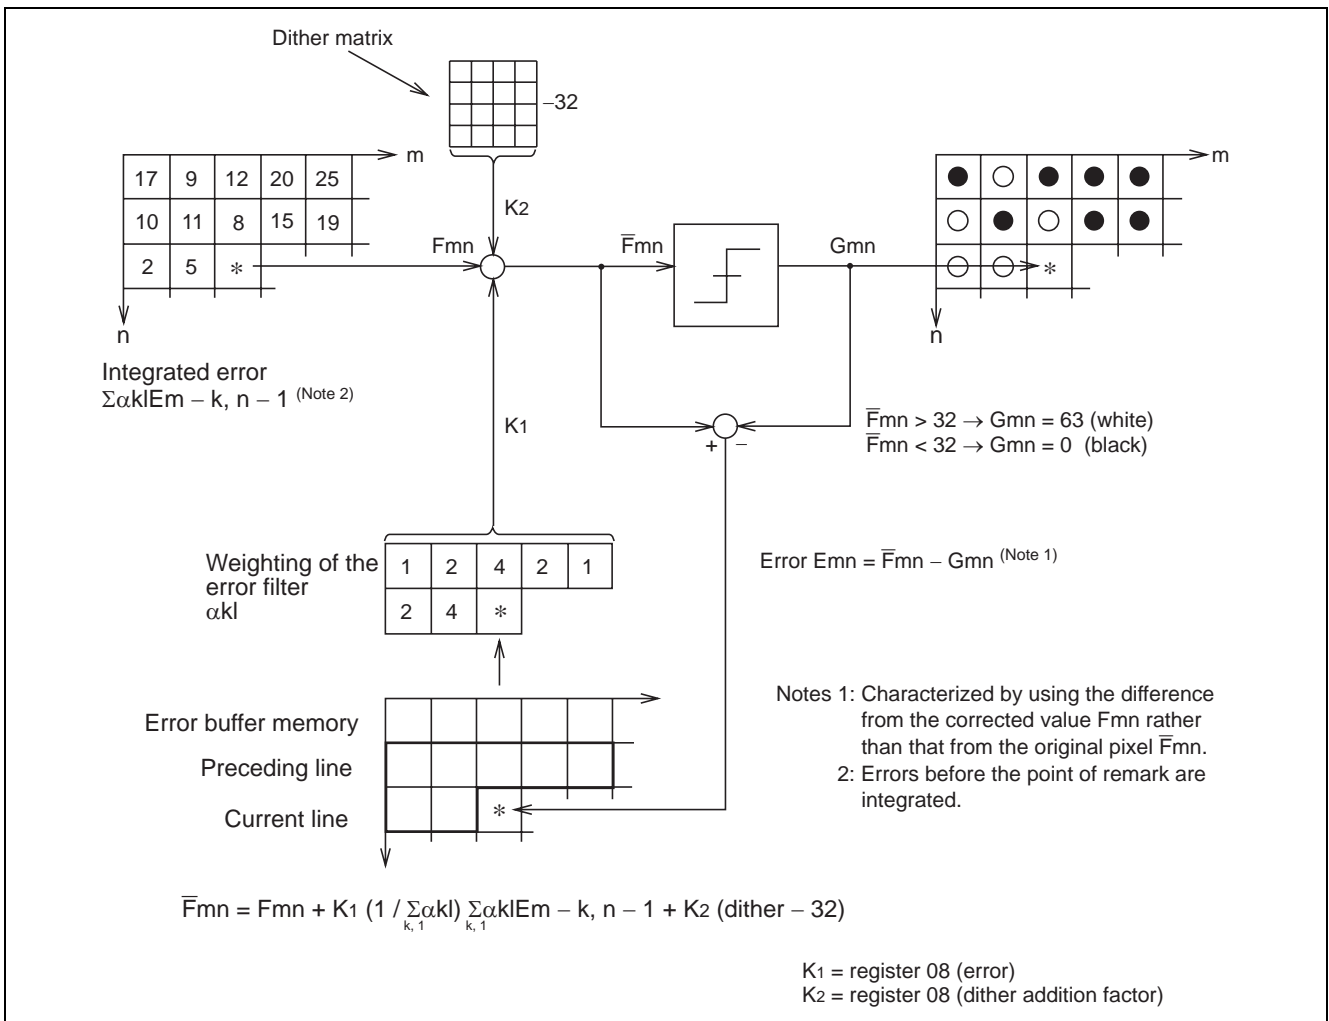 Dither matrix
−32
m
17 9 12 20 25
10 11 8 15 19
2 5 *
n
K2
Fmn
F̅mn
Gmn
m
*
n
Integrated error
ΣαklEm − k, n − 1 (Note 2)
K1
+ −
F̅mn > 32 → Gmn = 63 (white)
F̅mn < 32 → Gmn = 0 (black)
Weighting of the
error filter
αkl
1 2 4 2 1
2 4 *
Error Emn = F̅mn − Gmn (Note 1)
Error buffer memory
Preceding line
Current line
*
Notes 1: Characterized by using the difference
from the corrected value Fmn rather
than that from the original pixel F̅mn.
2: Errors before the point of remark are
integrated.
F̅mn = Fmn + K1 (1 / Σαkl) ΣαklEm − k, n − 1 + K2 (dither − 32)
k, 1 k, 1
K1 = register 08 (error)
K2 = register 08 (dither addition factor)